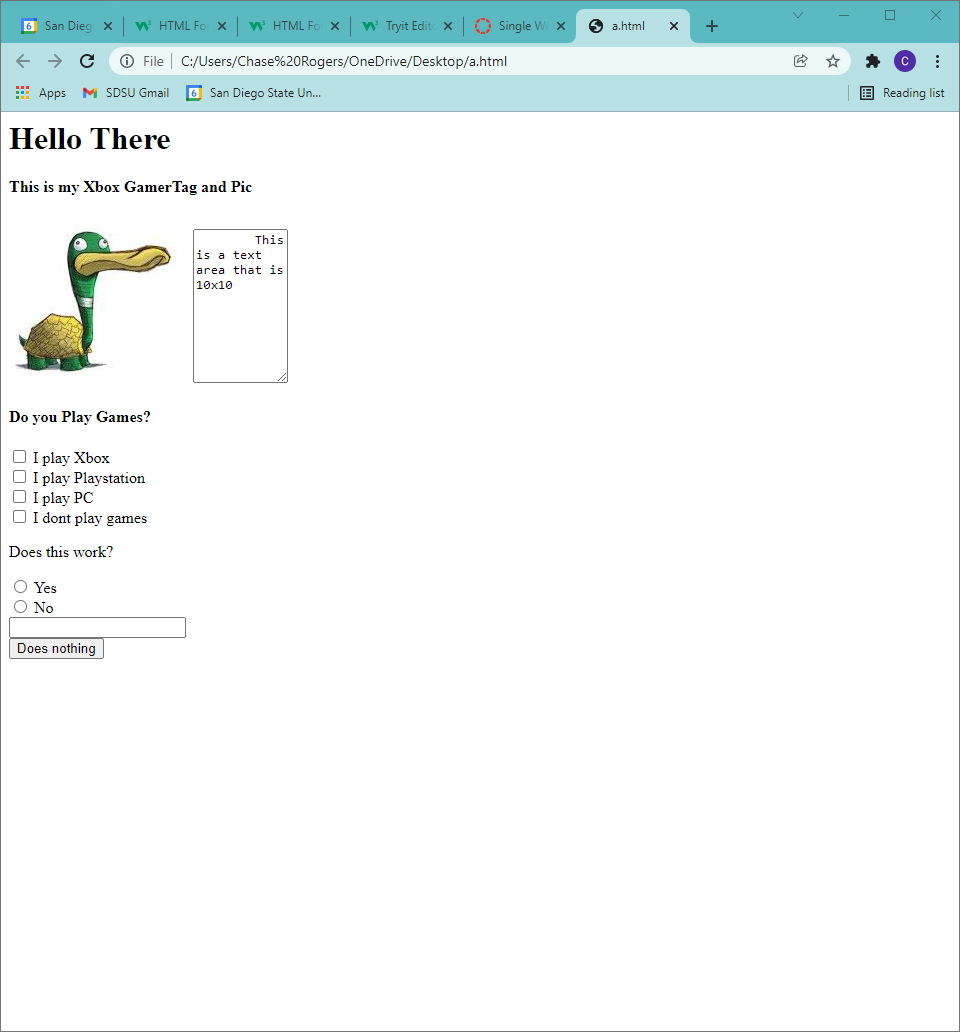 San Dieg
HTML Fo
HTML Fo
Tryit Edito
Single We
a.html
File
C:/Users/Chase%20Rogers/OneDrive/Desktop/a.html
C
Apps
SDSU Gmail
6
San Diego State Un...
Reading list
Hello There
This is my Xbox GamerTag and Pic
This
is a text
area that is
10x10
Do you Play Games?
I play Xbox
I play Playstation
I play PC
I dont play games
Does this work?
Yes
No
Does nothing